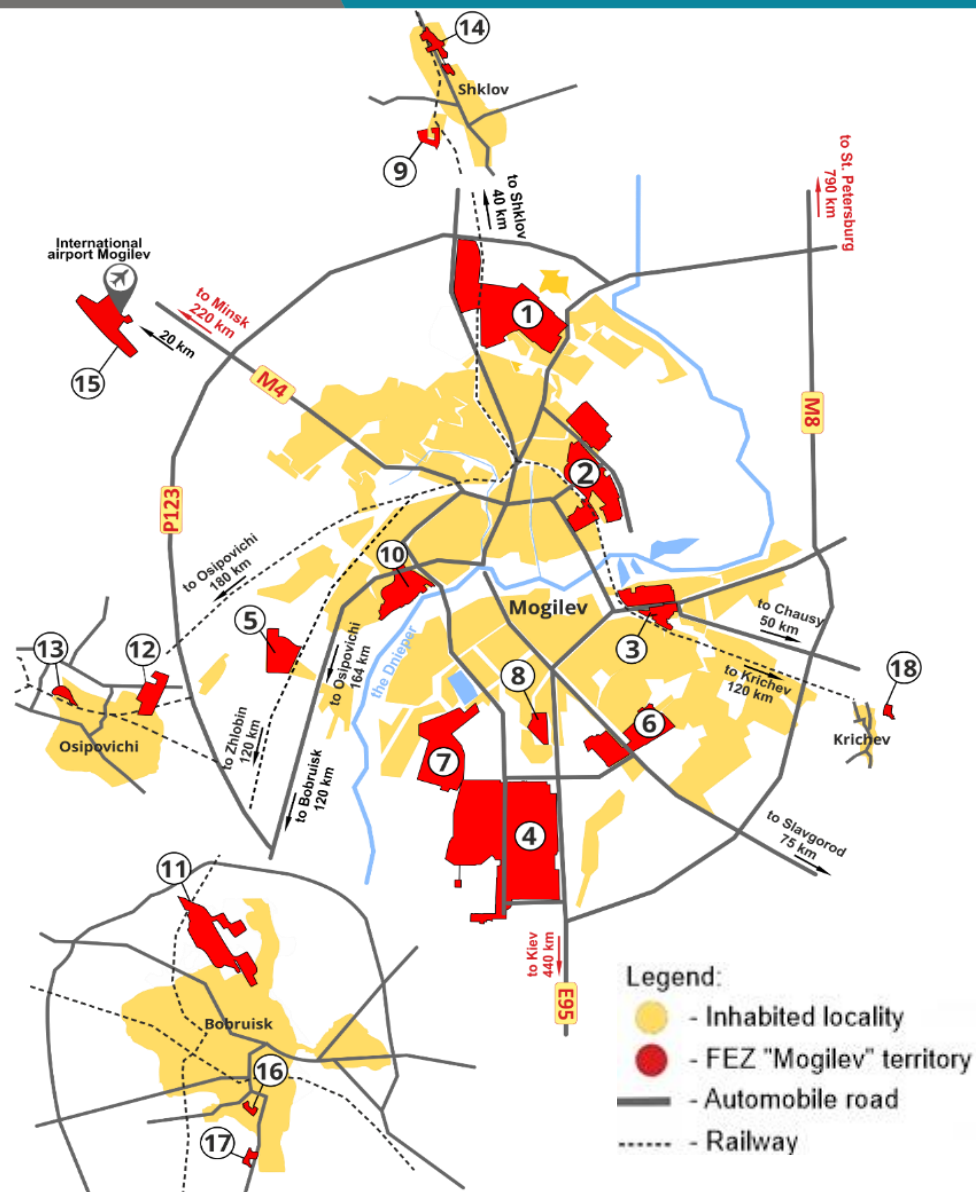 14
Shklov
9
to Shklov
40 km
to St. Petersburg
790 km
International
airport Mogilev
to Minsk
220 km
20 km
15
1
M4
M8
2
P123
10
to Osipovichi
180 km
Mogilev
5
to Chausy
50 km
3
13
12
to Osipovichi
164 km
the Dnieper
8
to Krichev
120 km
18
6
Osipovichi
Krichev
to Zhlobin
120 km
7
to Bobruisk
120 km
4
to Slavgorod
75 km
11
to Kiev
440 km
E95
Bobruisk
16
17
Legend:
- Inhabited locality
- FEZ "Mogilev" territory
- Automobile road
- Railway